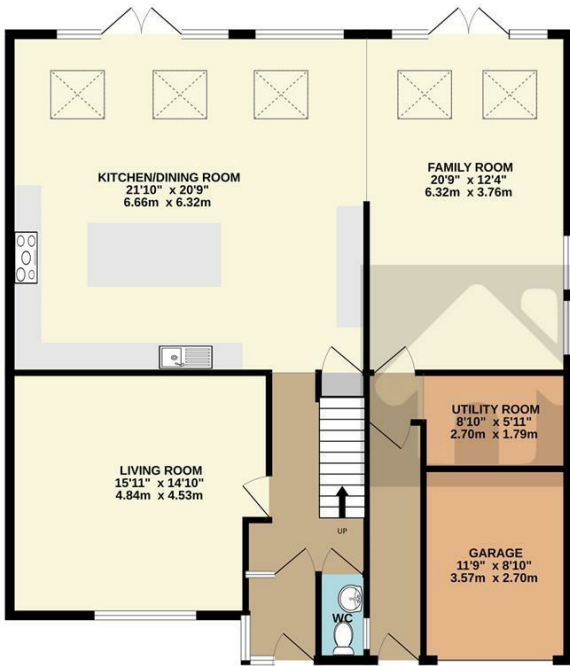 KITCHEN/DINING ROOM
21'10" x 20'9"
6.66m x 6.32m
FAMILY ROOM
20'9" x 12'4"
6.32m x 3.76m
UTILITY ROOM
8'10" x 5'11"
2.70m x 1.79m
LIVING ROOM
15'11" x 14'10"
4.84m x 4.53m
UP
GARAGE
11'9" x 8'10"
3.57m x 2.70m
WC